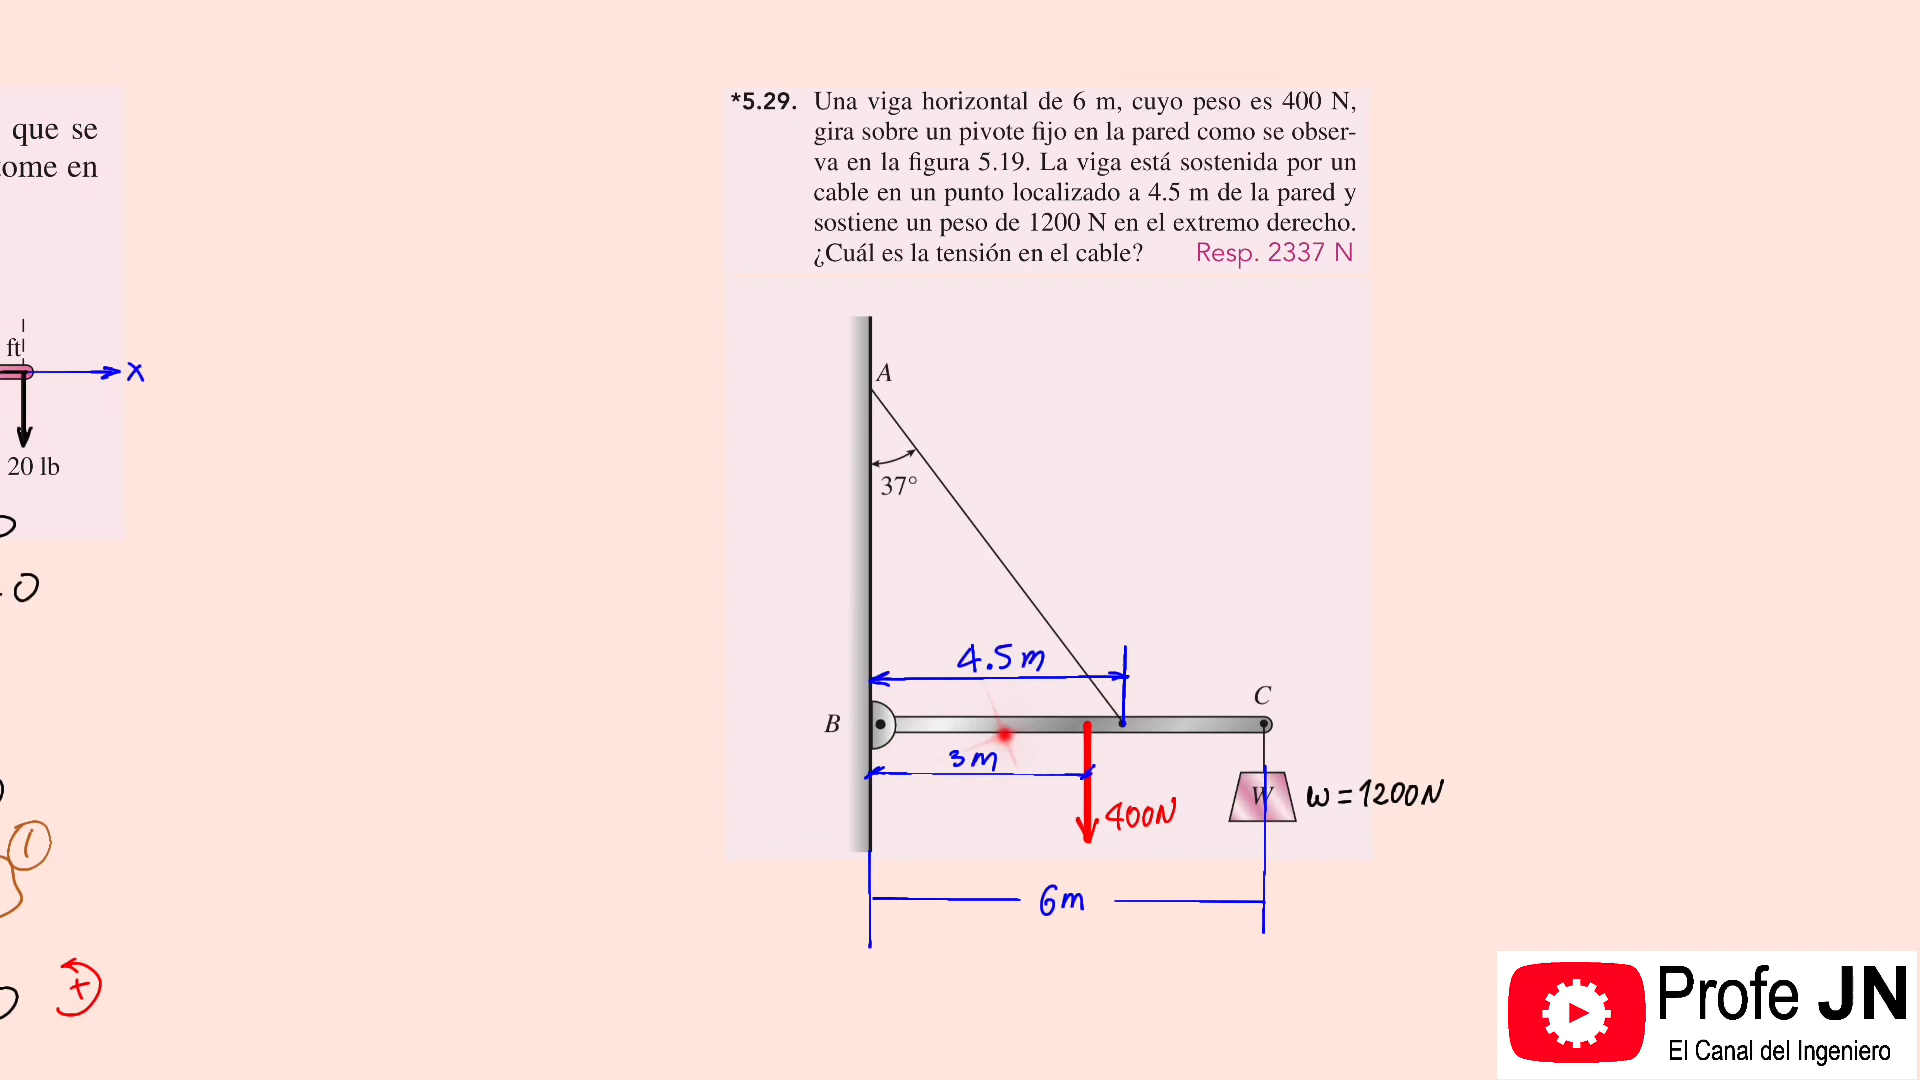 que se
tome en
ft
x
20 lb
0
+
*5.29. Una viga horizontal de 6 m, cuyo peso es 400 N,
gira sobre un pivote fijo en la pared como se obser-
va en la figura 5.19. La viga está sostenida por un
cable en un punto localizado a 4.5 m de la pared y
sostiene un peso de 1200 N en el extremo derecho.
¿Cuál es la tensión en el cable? Resp. 2337 N
A
37°
4.5 m
C
B
3m
400N
W
w = 1200N
6m
1
Profe JN
El Canal del Ingeniero